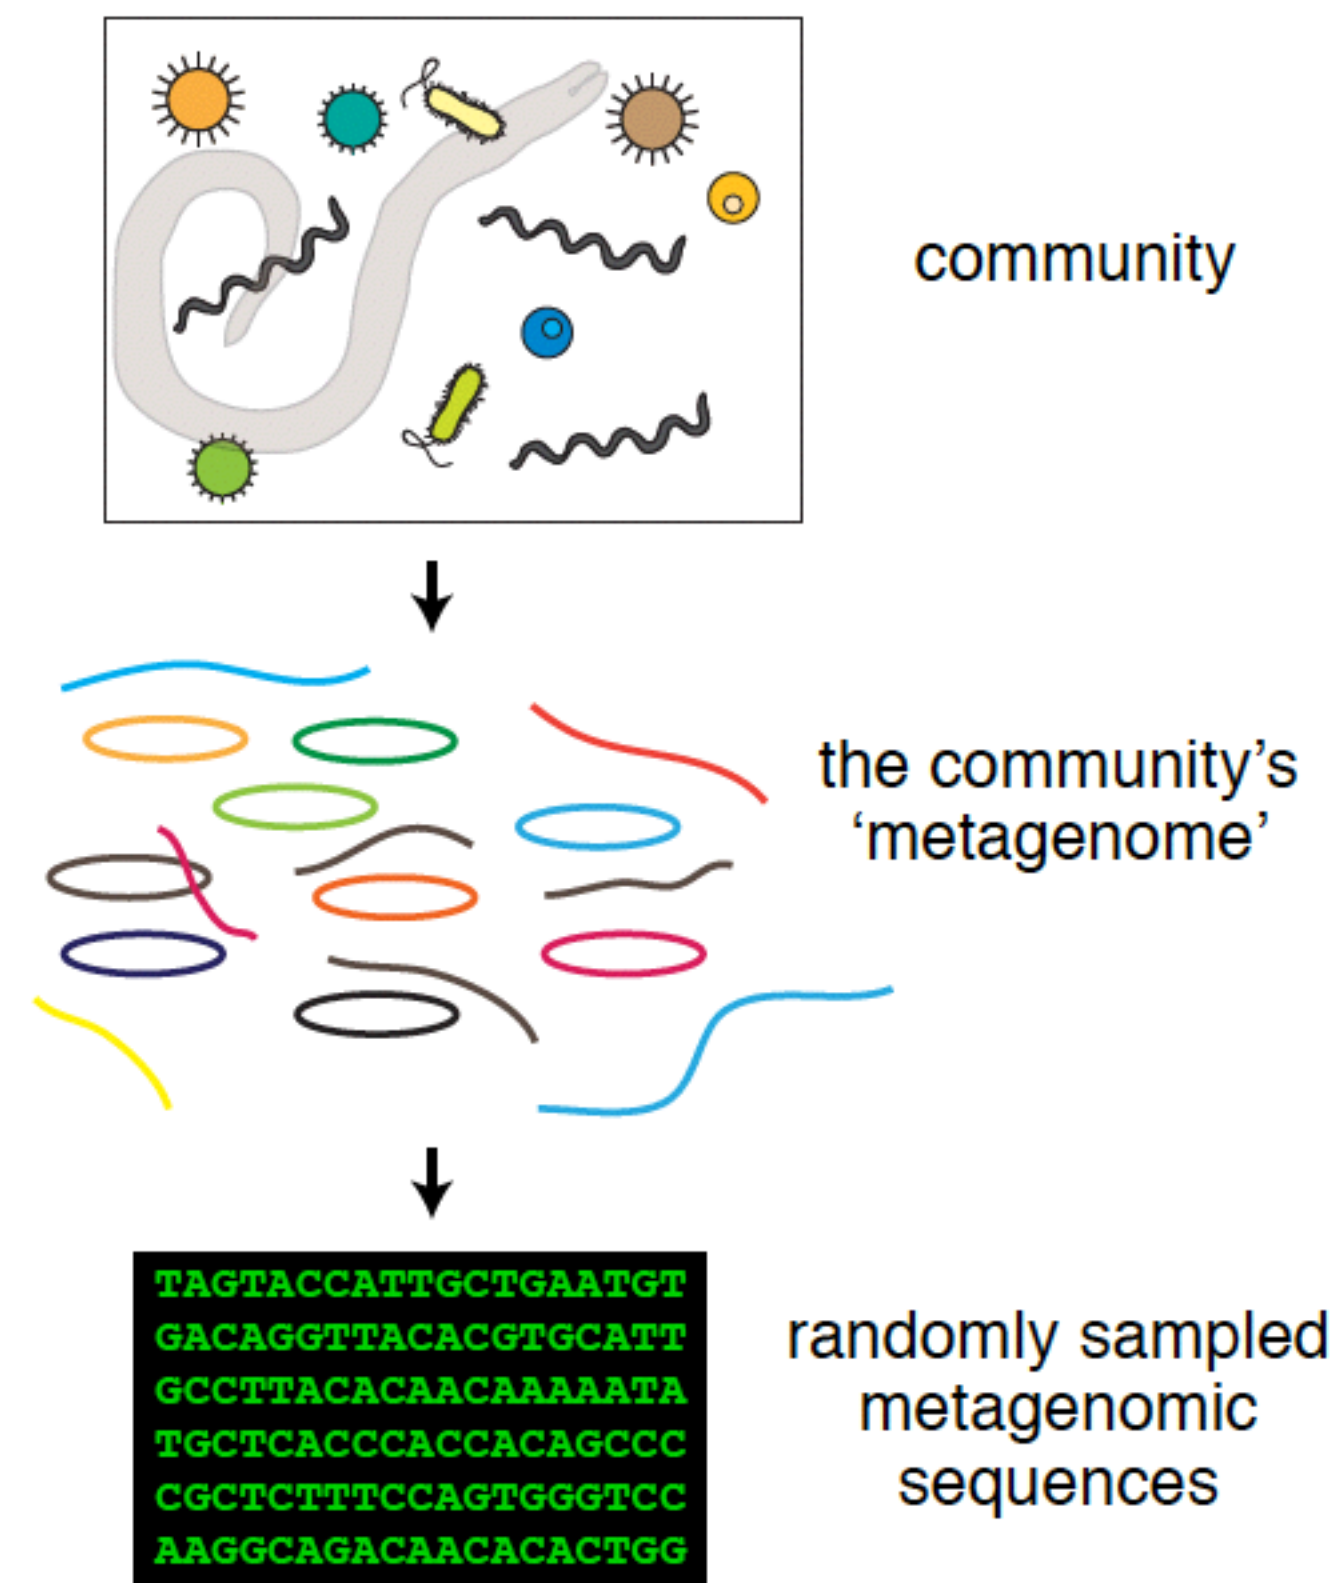 community
the community’s
‘metagenome’
TAGTACCATTGCTGAATGT
GACAGGTTACACGTGCATT
GCCTTACACAACAAAAATA
TGCTCACCCACCACAGCCC
CGCTCTTTCCAGTGGGTCC
AAGGCAGACAACACACTGG
randomly sampled
metagenomic
sequences